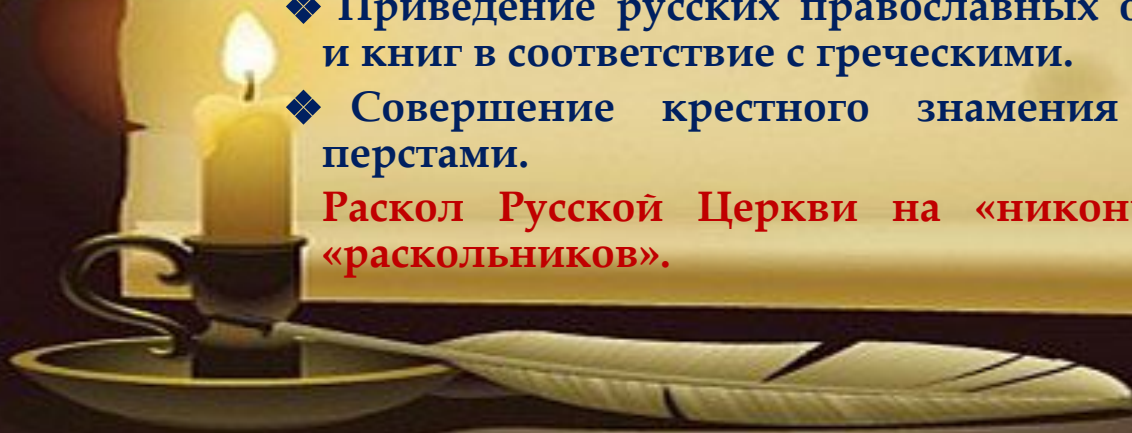 ❖ Приведение русских православных
и книг в соответствие с греческими.
❖ Совершение крестного знамения
перстами.
Раскол Русской Церкви на
«раскольников».